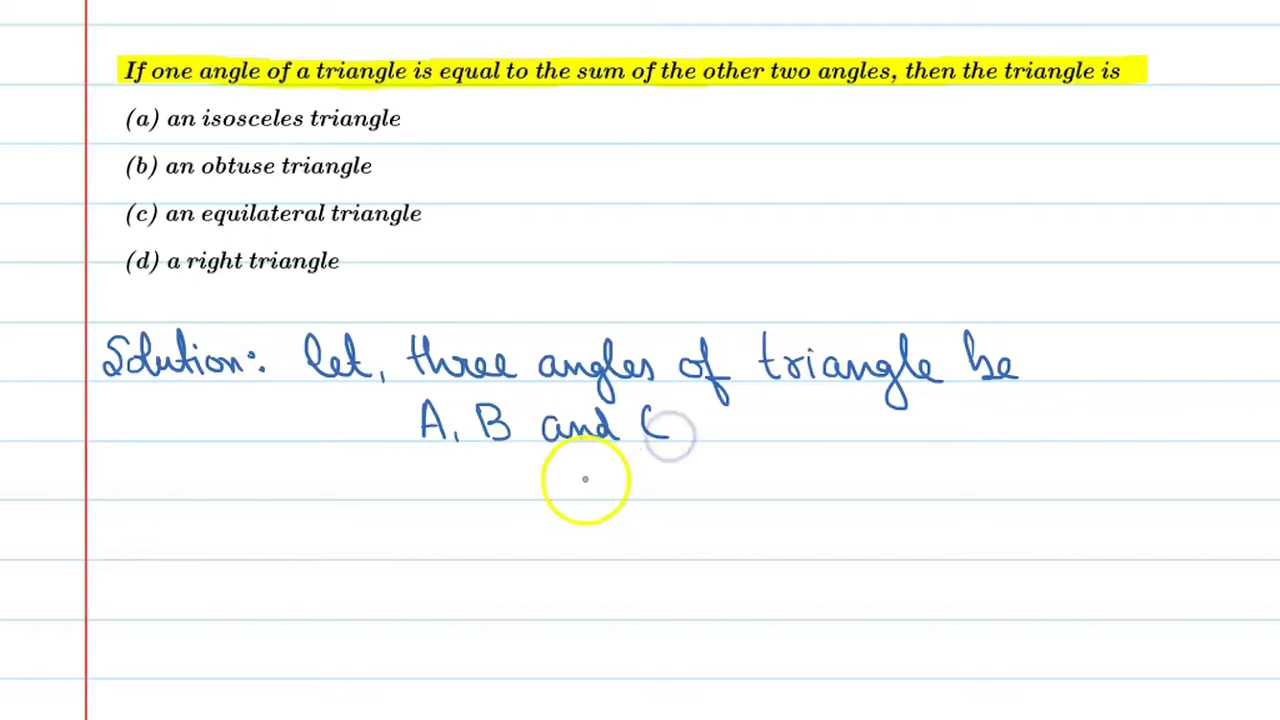 If one angle of a triangle is equal to the sum of the other two angles, then the triangle is
(a) an isosceles triangle
(b) an obtuse triangle
(c) an equilateral triangle
(d) a right triangle
Solution: let, three angles of triangle be
A, B and C